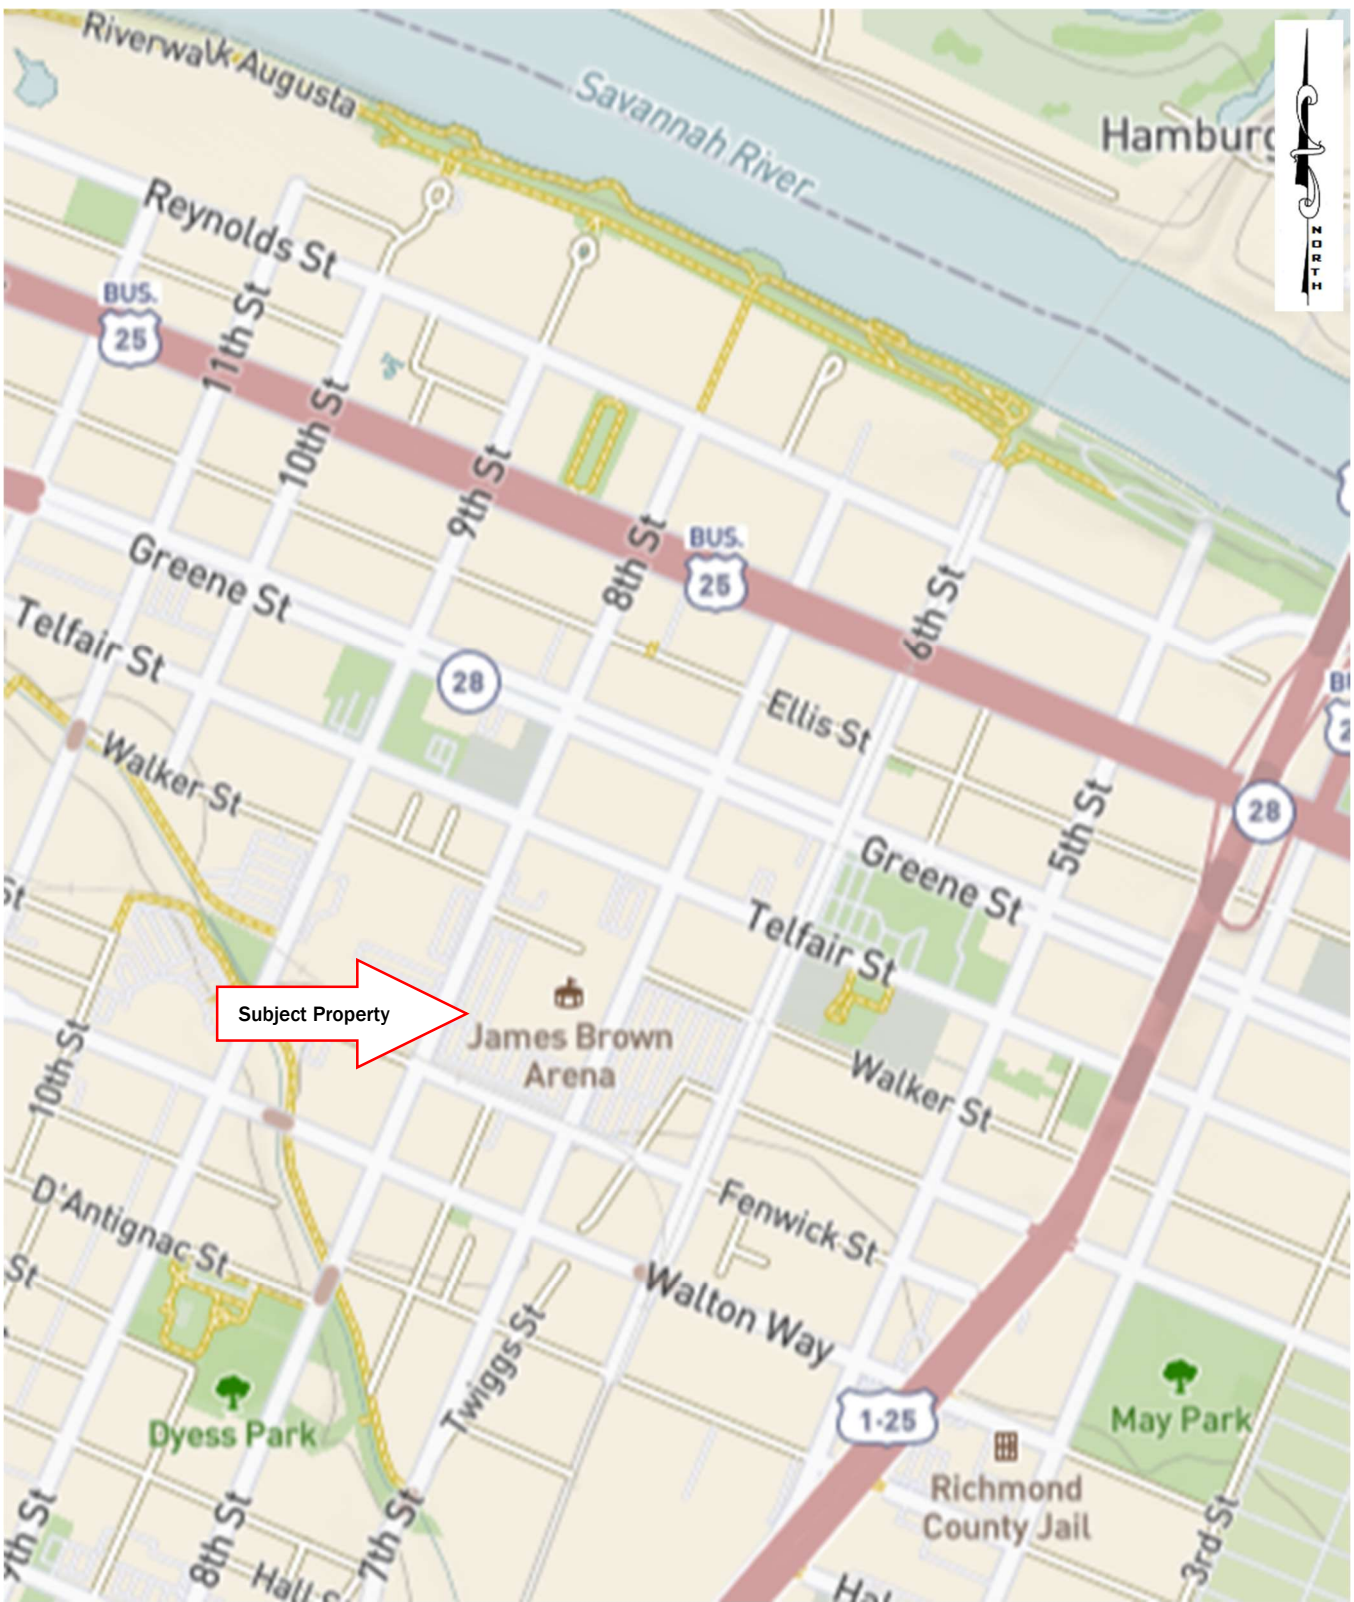 Riverwalk Augusta
Savannah River
Hamburg
NORTH
Reynolds St
BUS.
25
11th St
10th St
9th St
8th St
BUS.
25
6th St
Greene St
Telfair St
28
Ellis St
Walker St
5th St
28
Greene St
Telfair St
St
Subject Property
James Brown
Arena
10th St
Walker St
D'Antignac St
St
Fenwick St
Walton Way
Twiggs St
Dyess Park
1-25
May Park
Richmond
County Jail
8th St
7th St
3rd St